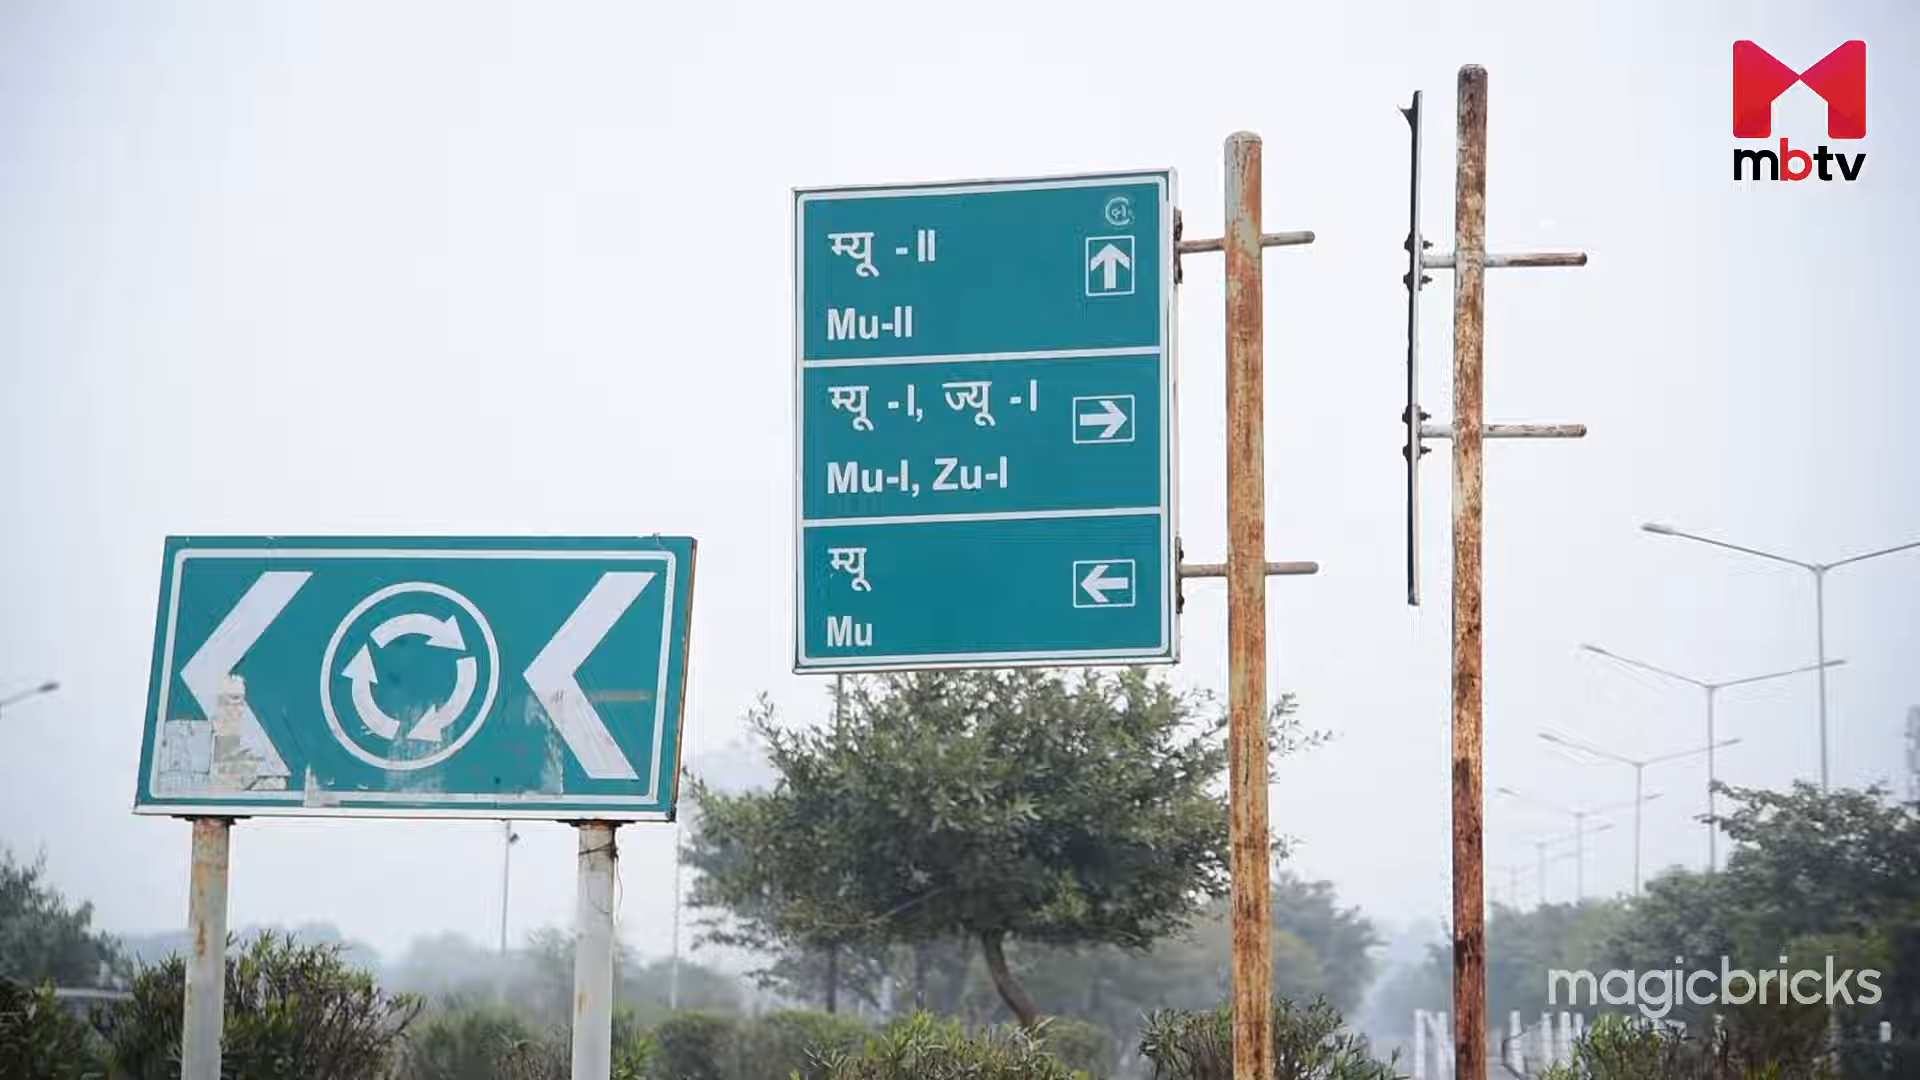 mbtv
म्यू -II
Mu-II
म्यू -I, ज्यू -I
Mu-I, Zu-I
म्यू
Mu
magicbricks